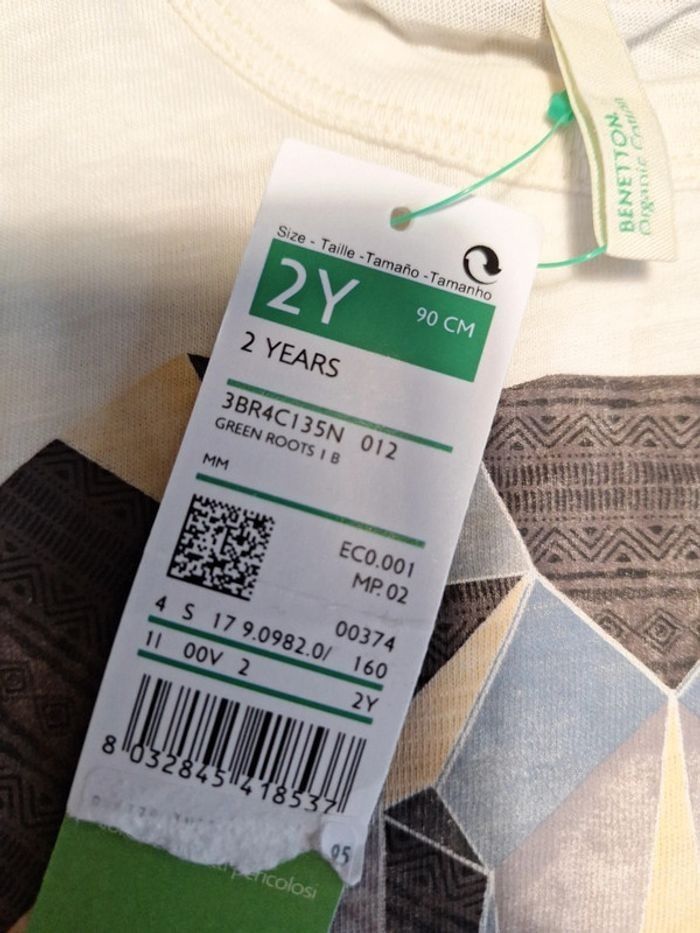 BENETTON
Organic Cotton
Size - Taille -Tamaño -Tamanho
2Y 90 CM
2 YEARS
3BR4C135N 012
GREEN ROOTS I B
MM
EC0.001
MP. 02
00374
4 S 17 9.0982.0/ 160
11 00V 2 2Y
8 032845 418537
95
pericolosi